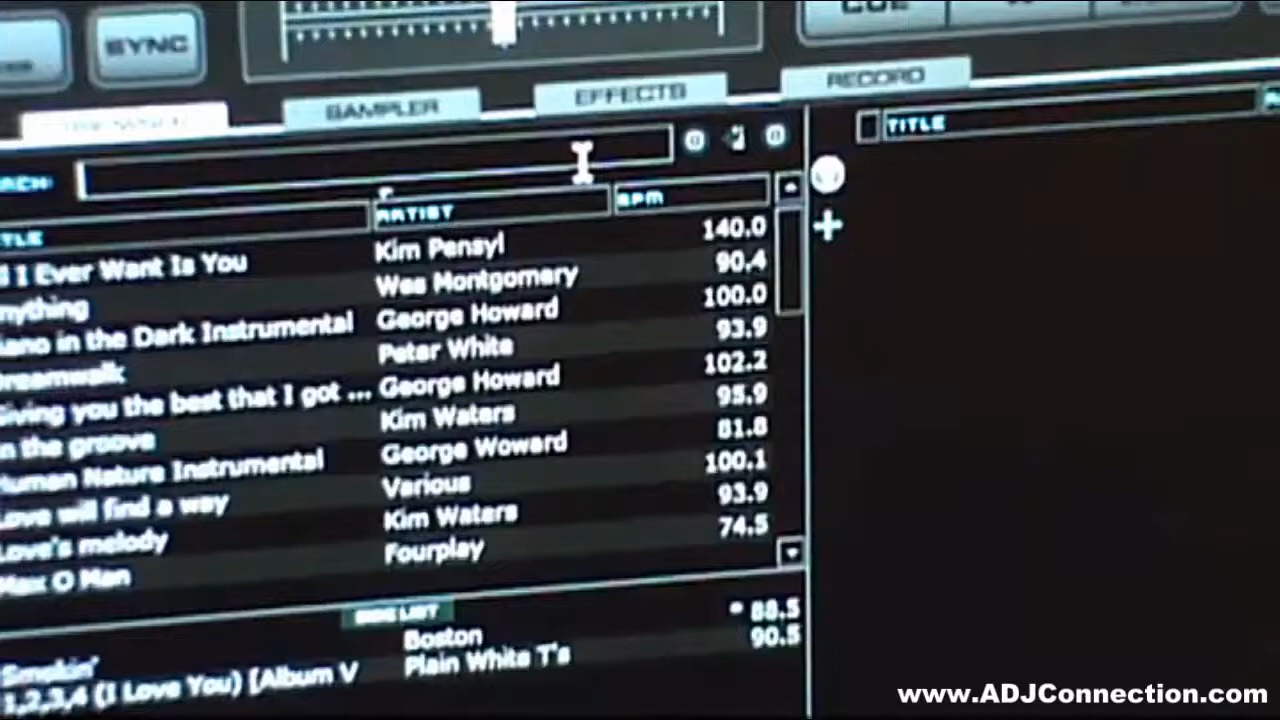 CUE
SYNC
SAMPLER
EFFECTS
RECORD
TITLE
ARTIST
BPM
I Ever Want Is You Kim Pensyl 140.0
Wes Montgomery 90.4
in the Dark Instrumental George Howard 100.0
Peter White 93.9
you the best that I got ... George Howard 102.2
the groove Kim Waters 95.9
Nature Instrumental George Woward 81.8
Love will find a way Various 100.1
Love's melody Kim Waters 93.9
O Man Fourplay 74.5
SIDE LIST
Smokin' Boston * 88.5
1,2,3,4 (I Love You) [Album V Plain White T's 90.5
www.ADJConnection.com